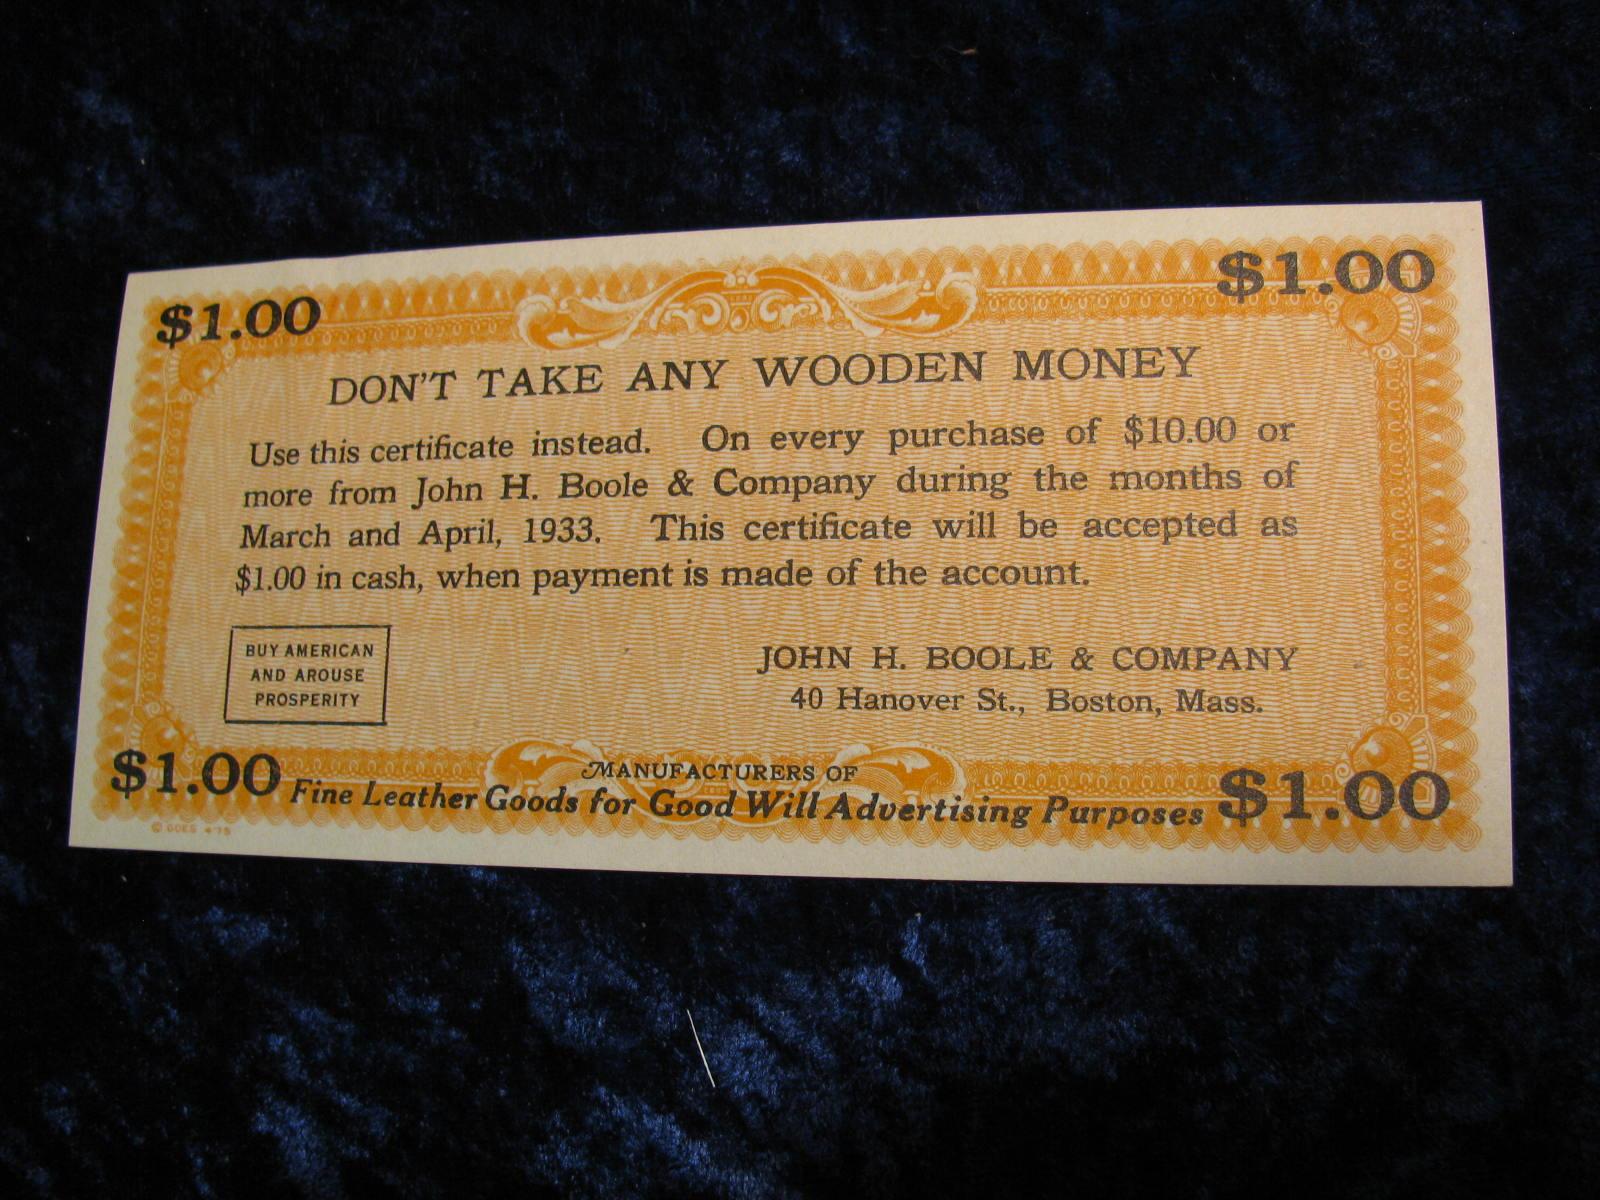 $1.00 $1.00
DON'T TAKE ANY WOODEN MONEY
Use this certificate instead. On every purchase of $10.00 or
more from John H. Boole & Company during the months of
March and April, 1933. This certificate will be accepted as
$1.00 in cash, when payment is made of the account.
BUY AMERICAN
AND AROUSE
PROSPERITY
JOHN H. BOOLE & COMPANY
40 Hanover St., Boston, Mass.
MANUFACTURERS OF
$1.00 Fine Leather Goods for Good Will Advertising Purposes $1.00
© GOES